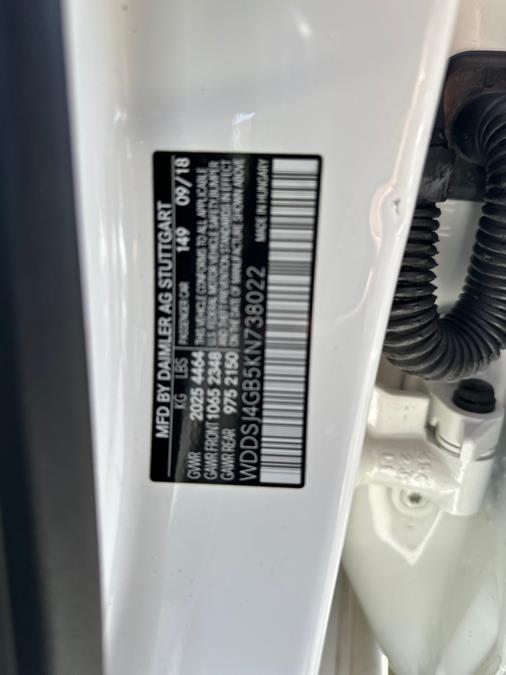 MFD BY DAIMLER AG STUTTGART
KG LBS PASSENGER CAR 149 09/18
GVWR 2025 4464 THIS VEHICLE CONFORMS TO ALL APPLICABLE
GAWR FRONT 1065 2348 U.S. FEDERAL MOTOR VEHICLE SAFETY, BUMPER
GAWR REAR 975 2150 AND THEFT PREVENTION STANDARDS IN EFFECT
ON THE DATE OF MANUFACTURE SHOWN ABOVE
WDDSJ4GB5KN738022
MADE IN HUNGARY